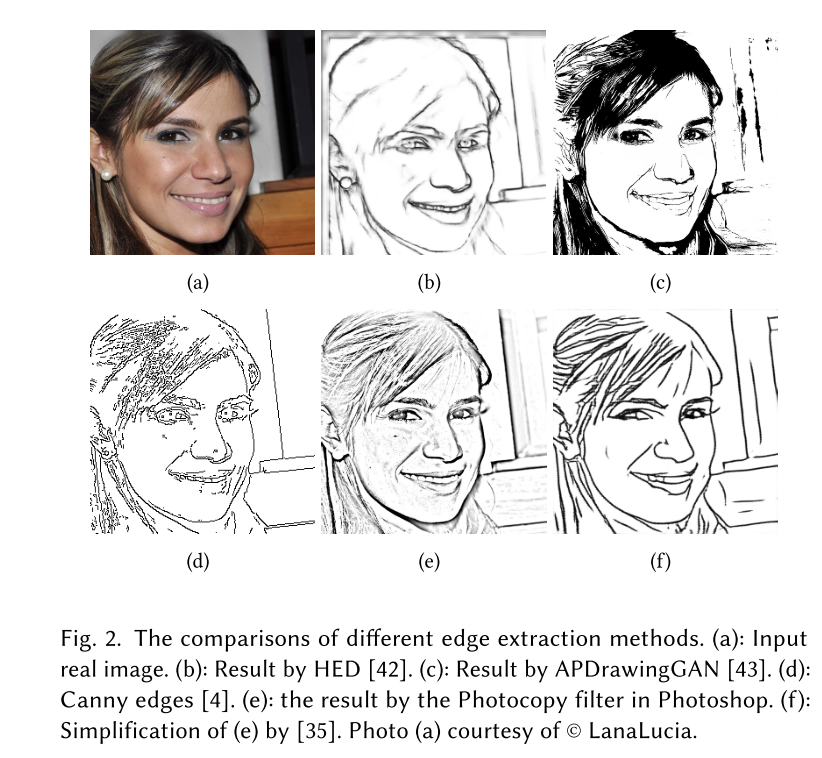 (a)
(b)
(c)
(d)
(e)
(f)
Fig. 2. The comparisons of different edge extraction methods. (a): Input
real image. (b): Result by HED [42]. (c): Result by APDrawingGAN [43]. (d):
Canny edges [4]. (e): the result by the Photocopy filter in Photoshop. (f):
Simplification of (e) by [35]. Photo (a) courtesy of © LanaLucia.